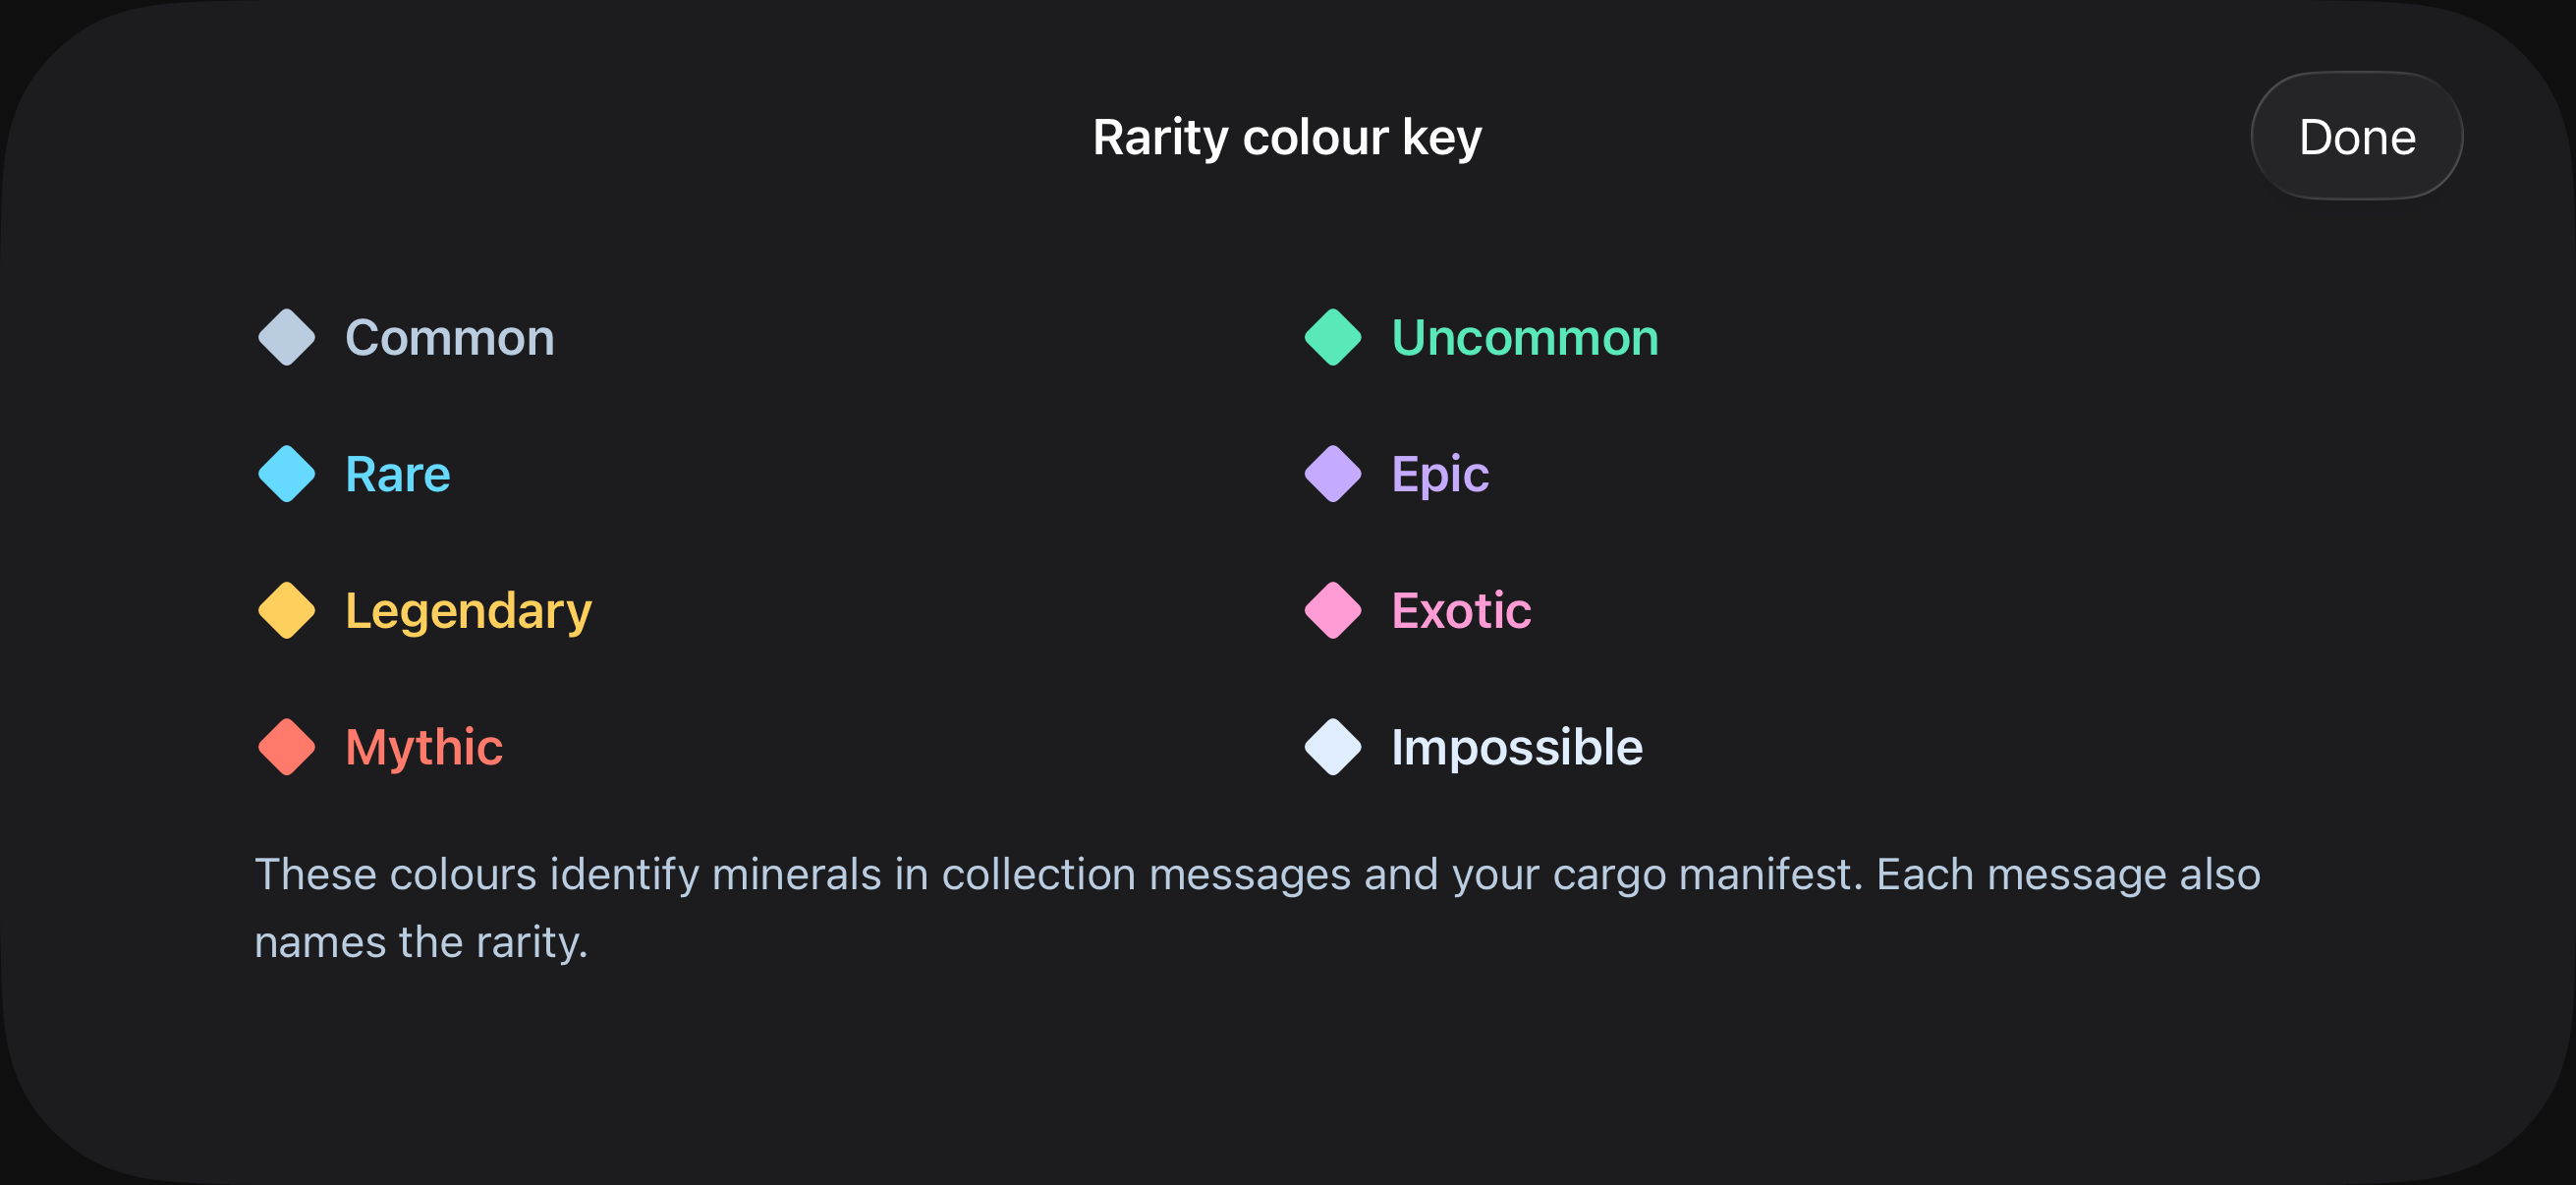 Rarity colour key
Done
Common
Uncommon
Rare
Epic
Legendary
Exotic
Mythic
Impossible
These colours identify minerals in collection messages and your cargo manifest. Each message also
names the rarity.